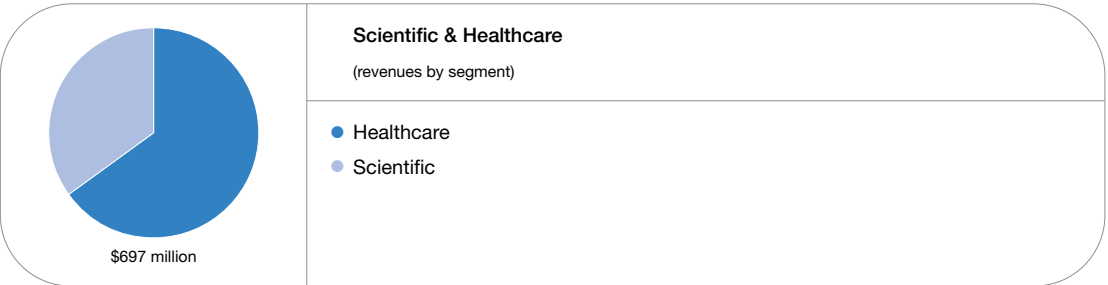 Scientific & Healthcare
(revenues by segment)
Healthcare
Scientific
$697 million